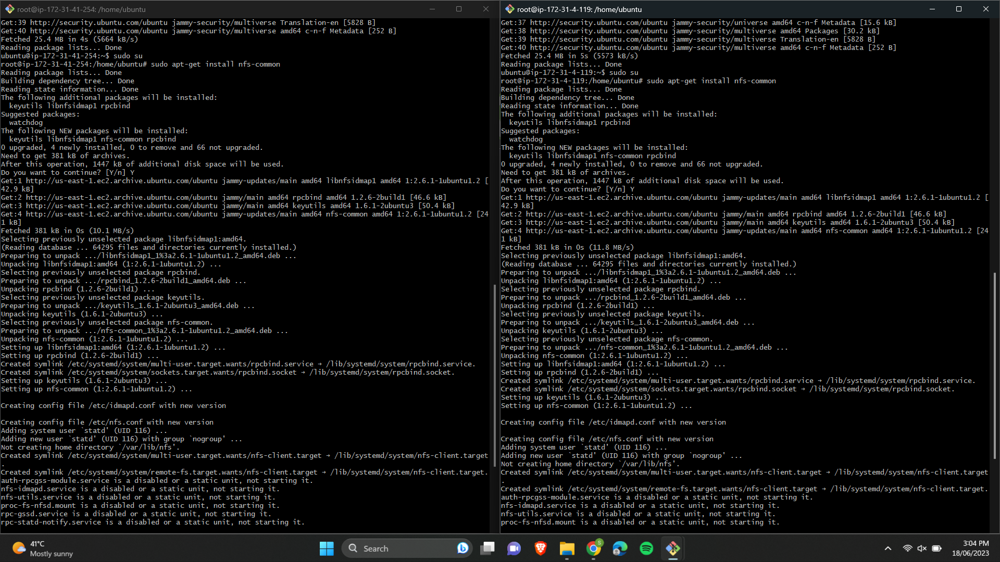 root@ip-172-31-41-254: /home/ubuntu
Get:39 http://security.ubuntu.com/ubuntu jammy-security/multiverse Translation-en [5828 B]
Get:40 http://security.ubuntu.com/ubuntu jammy-security/multiverse amd64 c-n-f Metadata [252 B]
Fetched 25.4 MB in 4s (5664 kB/s)
Reading package lists... Done
ubuntu@ip-172-31-41-254:~$ sudo su
root@ip-172-31-41-254:/home/ubuntu# sudo apt-get install nfs-common
Reading package lists... Done
Building dependency tree... Done
Reading state information... Done
The following additional packages will be installed:
  keyutils libnfsidmap1 rpcbind
Suggested packages:
  watchdog
The following NEW packages will be installed:
  keyutils libnfsidmap1 nfs-common rpcbind
0 upgraded, 4 newly installed, 0 to remove and 66 not upgraded.
Need to get 381 kB of archives.
After this operation, 1447 kB of additional disk space will be used.
Do you want to continue? [Y/n] Y
Get:1 http://us-east-1.ec2.archive.ubuntu.com/ubuntu jammy-updates/main amd64 libnfsidmap1 amd64 1:2.6.1-1ubuntu1.2 [
42.9 kB]
Get:2 http://us-east-1.ec2.archive.ubuntu.com/ubuntu jammy/main amd64 rpcbind amd64 1.2.6-2build1 [46.6 kB]
Get:3 http://us-east-1.ec2.archive.ubuntu.com/ubuntu jammy/main amd64 keyutils amd64 1.6.1-2ubuntu3 [50.4 kB]
Get:4 http://us-east-1.ec2.archive.ubuntu.com/ubuntu jammy-updates/main amd64 nfs-common amd64 1:2.6.1-1ubuntu1.2 [24
1 kB]
Fetched 381 kB in 0s (10.1 MB/s)
Selecting previously unselected package libnfsidmap1:amd64.
(Reading database ... 64295 files and directories currently installed.)
Preparing to unpack .../libnfsidmap1_1%3a2.6.1-1ubuntu1.2_amd64.deb ...
Unpacking libnfsidmap1:amd64 (1:2.6.1-1ubuntu1.2) ...
Selecting previously unselected package rpcbind.
Preparing to unpack .../rpcbind_1.2.6-2build1_amd64.deb ...
Unpacking rpcbind (1.2.6-2build1) ...
Selecting previously unselected package keyutils.
Preparing to unpack .../keyutils_1.6.1-2ubuntu3_amd64.deb ...
Unpacking keyutils (1.6.1-2ubuntu3) ...
Selecting previously unselected package nfs-common.
Preparing to unpack .../nfs-common_1%3a2.6.1-1ubuntu1.2_amd64.deb ...
Unpacking nfs-common (1:2.6.1-1ubuntu1.2) ...
Setting up libnfsidmap1:amd64 (1:2.6.1-1ubuntu1.2) ...
Setting up rpcbind (1.2.6-2build1) ...
Created symlink /etc/systemd/system/multi-user.target.wants/rpcbind.service → /lib/systemd/system/rpcbind.service.
Created symlink /etc/systemd/system/sockets.target.wants/rpcbind.socket → /lib/systemd/system/rpcbind.socket.
Setting up keyutils (1.6.1-2ubuntu3) ...
Setting up nfs-common (1:2.6.1-1ubuntu1.2) ...
Creating config file /etc/idmapd.conf with new version
Creating config file /etc/nfs.conf with new version
Adding system user `statd' (UID 116) ...
Adding new user `statd' (UID 116) with group `nogroup' ...
Not creating home directory `/var/lib/nfs'.
Created symlink /etc/systemd/system/multi-user.target.wants/nfs-client.target → /lib/systemd/system/nfs-client.target
.
Created symlink /etc/systemd/system/remote-fs.target.wants/nfs-client.target → /lib/systemd/system/nfs-client.target.
auth-rpcgss-module.service is a disabled or a static unit, not starting it.
nfs-idmapd.service is a disabled or a static unit, not starting it.
nfs-utils.service is a disabled or a static unit, not starting it.
proc-fs-nfsd.mount is a disabled or a static unit, not starting it.
rpc-gssd.service is a disabled or a static unit, not starting it.
rpc-statd-notify.service is a disabled or a static unit, not starting it.
root@ip-172-31-4-119: /home/ubuntu
Get:37 http://security.ubuntu.com/ubuntu jammy-security/universe amd64 c-n-f Metadata [15.6 kB]
Get:38 http://security.ubuntu.com/ubuntu jammy-security/multiverse amd64 Packages [30.2 kB]
Get:39 http://security.ubuntu.com/ubuntu jammy-security/multiverse Translation-en [5828 B]
Get:40 http://security.ubuntu.com/ubuntu jammy-security/multiverse amd64 c-n-f Metadata [252 B]
Fetched 25.4 MB in 5s (5573 kB/s)
Reading package lists... Done
ubuntu@ip-172-31-4-119:~$ sudo su
root@ip-172-31-4-119:/home/ubuntu# sudo apt-get install nfs-common
Reading package lists... Done
Building dependency tree... Done
Reading state information... Done
The following additional packages will be installed:
  keyutils libnfsidmap1 rpcbind
Suggested packages:
  watchdog
The following NEW packages will be installed:
  keyutils libnfsidmap1 nfs-common rpcbind
0 upgraded, 4 newly installed, 0 to remove and 66 not upgraded.
Need to get 381 kB of archives.
After this operation, 1447 kB of additional disk space will be used.
Do you want to continue? [Y/n] Y
Get:1 http://us-east-1.ec2.archive.ubuntu.com/ubuntu jammy-updates/main amd64 libnfsidmap1 amd64 1:2.6.1-1ubuntu1.2 [
42.9 kB]
Get:2 http://us-east-1.ec2.archive.ubuntu.com/ubuntu jammy/main amd64 rpcbind amd64 1.2.6-2build1 [46.6 kB]
Get:3 http://us-east-1.ec2.archive.ubuntu.com/ubuntu jammy/main amd64 keyutils amd64 1.6.1-2ubuntu3 [50.4 kB]
Get:4 http://us-east-1.ec2.archive.ubuntu.com/ubuntu jammy-updates/main amd64 nfs-common amd64 1:2.6.1-1ubuntu1.2 [24
1 kB]
Fetched 381 kB in 0s (11.8 MB/s)
Selecting previously unselected package libnfsidmap1:amd64.
(Reading database ... 64295 files and directories currently installed.)
Preparing to unpack .../libnfsidmap1_1%3a2.6.1-1ubuntu1.2_amd64.deb ...
Unpacking libnfsidmap1:amd64 (1:2.6.1-1ubuntu1.2) ...
Selecting previously unselected package rpcbind.
Preparing to unpack .../rpcbind_1.2.6-2build1_amd64.deb ...
Unpacking rpcbind (1.2.6-2build1) ...
Selecting previously unselected package keyutils.
Preparing to unpack .../keyutils_1.6.1-2ubuntu3_amd64.deb ...
Unpacking keyutils (1.6.1-2ubuntu3) ...
Selecting previously unselected package nfs-common.
Preparing to unpack .../nfs-common_1%3a2.6.1-1ubuntu1.2_amd64.deb ...
Unpacking nfs-common (1:2.6.1-1ubuntu1.2) ...
Setting up libnfsidmap1:amd64 (1:2.6.1-1ubuntu1.2) ...
Setting up rpcbind (1.2.6-2build1) ...
Created symlink /etc/systemd/system/multi-user.target.wants/rpcbind.service → /lib/systemd/system/rpcbind.service.
Created symlink /etc/systemd/system/sockets.target.wants/rpcbind.socket → /lib/systemd/system/rpcbind.socket.
Setting up keyutils (1.6.1-2ubuntu3) ...
Setting up nfs-common (1:2.6.1-1ubuntu1.2) ...
Creating config file /etc/idmapd.conf with new version
Creating config file /etc/nfs.conf with new version
Adding system user `statd' (UID 116) ...
Adding new user `statd' (UID 116) with group `nogroup' ...
Not creating home directory `/var/lib/nfs'.
Created symlink /etc/systemd/system/multi-user.target.wants/nfs-client.target → /lib/systemd/system/nfs-client.target
.
Created symlink /etc/systemd/system/remote-fs.target.wants/nfs-client.target → /lib/systemd/system/nfs-client.target.
auth-rpcgss-module.service is a disabled or a static unit, not starting it.
nfs-idmapd.service is a disabled or a static unit, not starting it.
nfs-utils.service is a disabled or a static unit, not starting it.
proc-fs-nfsd.mount is a disabled or a static unit, not starting it.
41°C
Mostly sunny
Search
S
3:04 PM
18/06/2023